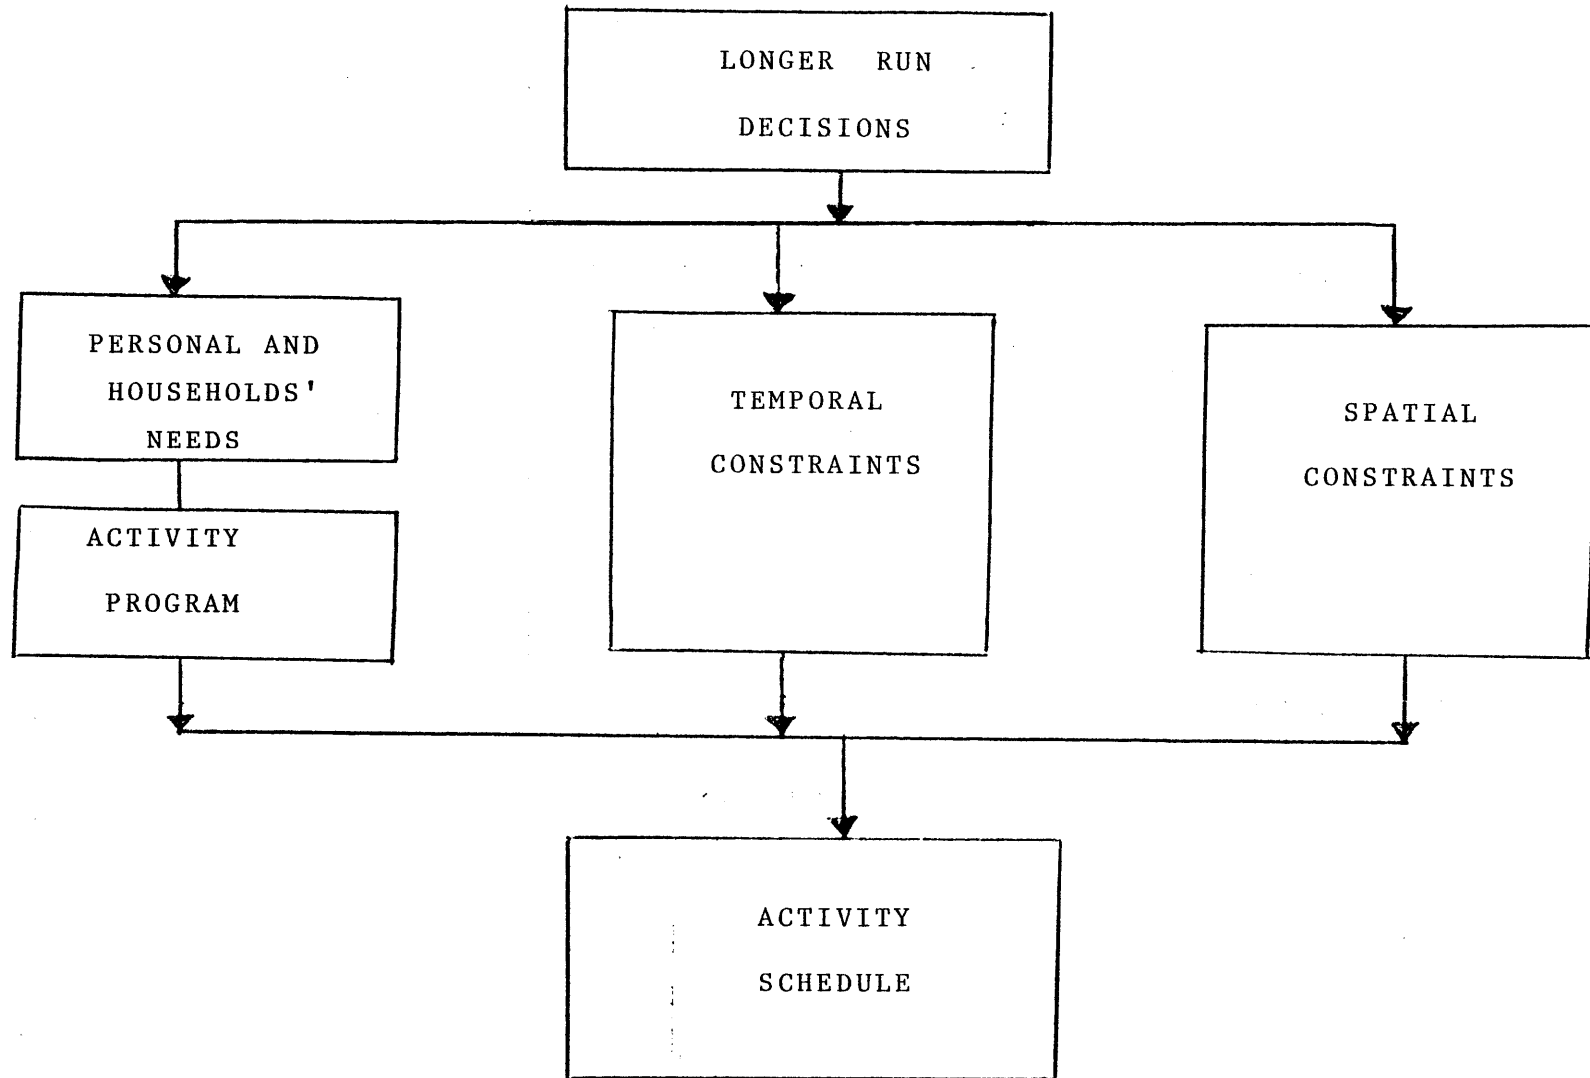 LONGER RUN
DECISIONS
PERSONAL AND
HOUSEHOLDS'
NEEDS
ACTIVITY
PROGRAM
TEMPORAL
CONSTRAINTS
SPATIAL
CONSTRAINTS
ACTIVITY
SCHEDULE